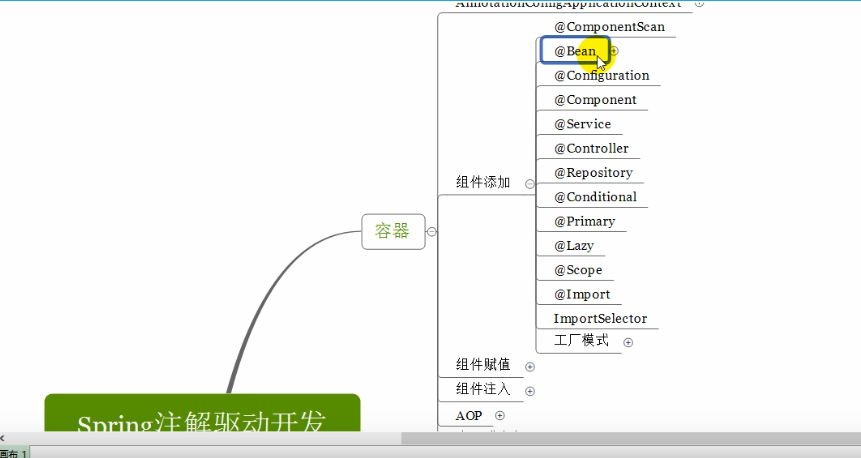 AnnotationConfigApplicationContext
@ComponentScan
@Bean
@Configuration
@Component
@Service
@Controller
@Repository
@Conditional
@Primary
@Lazy
@Scope
@Import
ImportSelector
工厂模式
组件添加
容器
组件赋值
组件注入
AOP
Spring注解驱动开发
画布 1